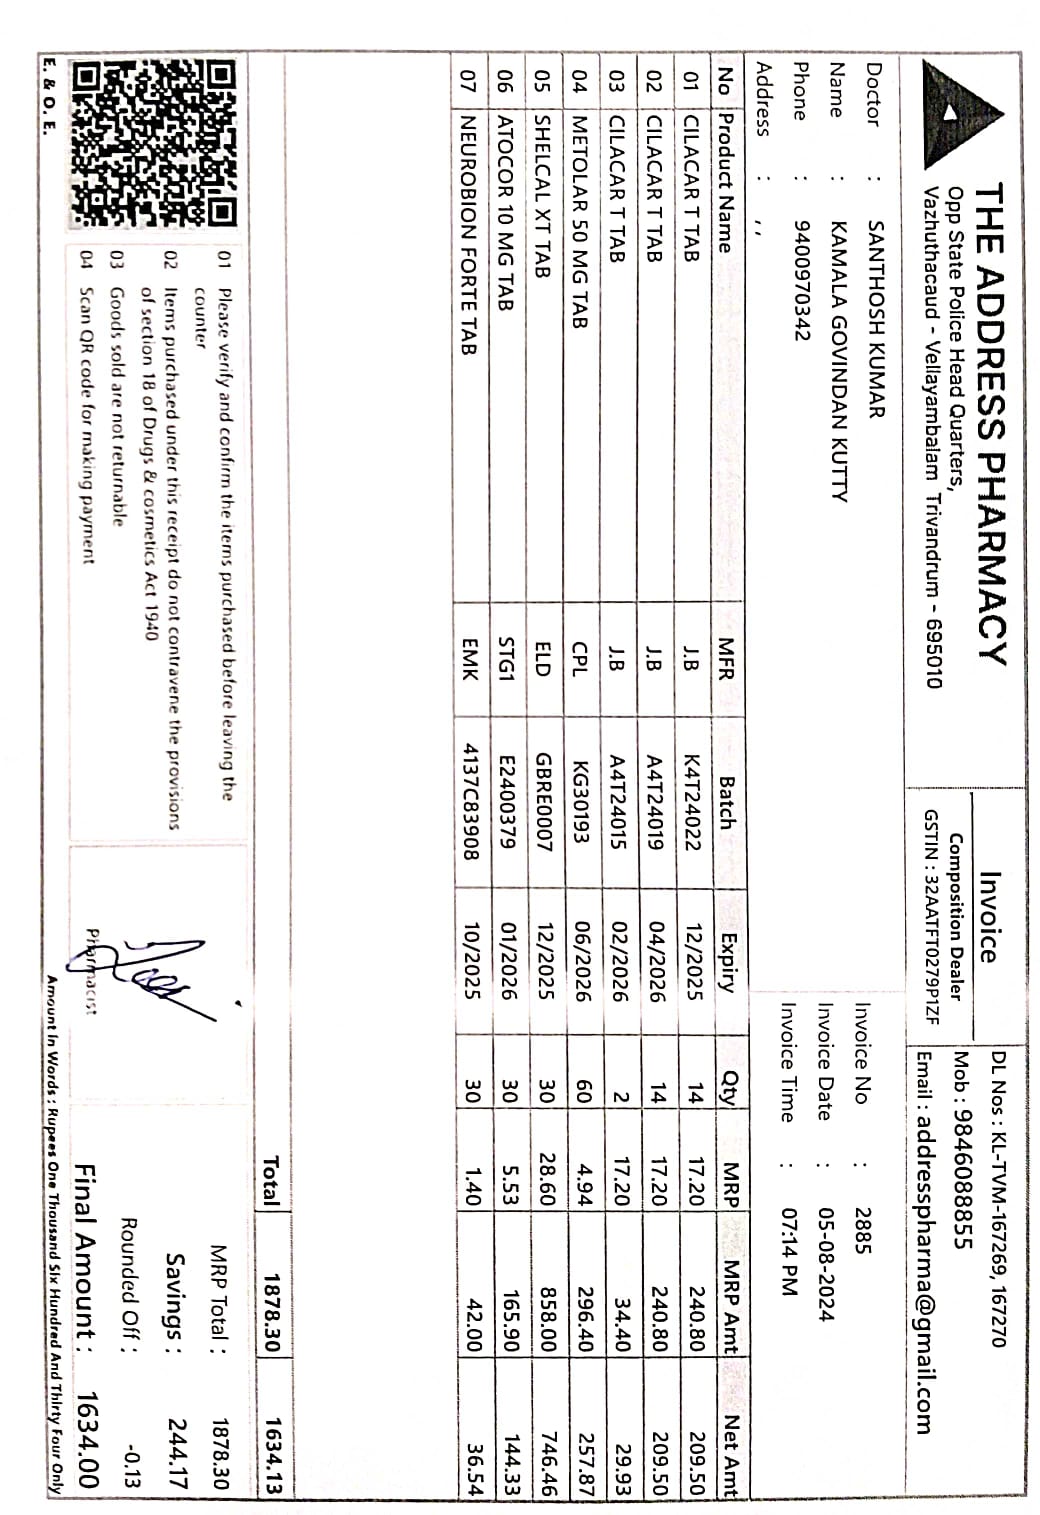 THE ADDRESS PHARMACY
Opp State Police Head Quarters,
Vazhuthacaud - Vellayambalam Trivandrum - 695010
Invoice
Composition Dealer
GSTIN : 32AATFT0279P1ZF
DL Nos : KL-TVM-167269, 167270
Mob : 9846088855
Email : addresspharma@gmail.com
Doctor : SANTHOSH KUMAR
Name : KAMALA GOVINDAN KUTTY
Phone : 9400970342
Address : , ,
Invoice No : 2885
Invoice Date : 05-08-2024
Invoice Time : 07:14 PM
No Product Name MFR Batch Expiry Qty MRP MRP Amt Net Amt
01 CILACAR T TAB J.B K4T24022 12/2025 14 17.20 240.80 209.50
02 CILACAR T TAB J.B A4T24019 04/2026 14 17.20 240.80 209.50
03 CILACAR T TAB J.B A4T24015 02/2026 2 17.20 34.40 29.93
04 METOLAR 50 MG TAB CPL KG30193 06/2026 60 4.94 296.40 257.87
05 SHELCAL XT TAB ELD GBRE0007 12/2025 30 28.60 858.00 746.46
06 ATOCOR 10 MG TAB STG1 E2400379 01/2026 30 5.53 165.90 144.33
07 NEUROBION FORTE TAB EMK 4137C83908 10/2025 30 1.40 42.00 36.54
Total 1878.30 1634.13
01 Please verify and confirm the items purchased before leaving the
counter
02 Items purchased under this receipt do not contravene the provisions
of section 18 of Drugs & cosmetics Act 1940
03 Goods sold are not returnable
04 Scan QR code for making payment
Pharmacist
MRP Total : 1878.30
Savings : 244.17
Rounded Off : -0.13
Final Amount : 1634.00
E. & O. E.
Amount In Words : Rupees One Thousand Six Hundred And Thirty Four Only